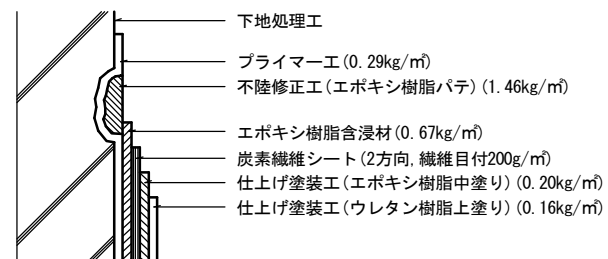 下地処理工
プライマー工(0.29kg/㎡)
不陸修正工(エポキシ樹脂パテ)(1.46kg/㎡)
エポキシ樹脂含浸材(0.67kg/㎡)
炭素繊維シート(2方向,繊維目付200g/㎡)
仕上げ塗装工(エポキシ樹脂中塗り)(0.20kg/㎡)
仕上げ塗装工(ウレタン樹脂上塗り)(0.16kg/㎡)